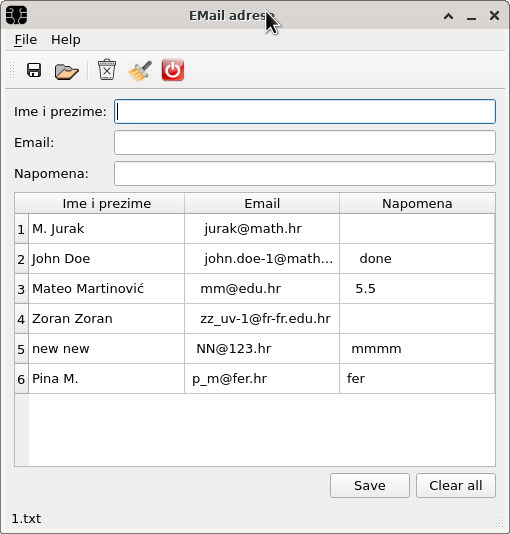 EMail adrese
File Help
Ime i prezime:
Email:
Napomena:
Ime i prezime Email Napomena
1 M. Jurak jurak@math.hr
2 John Doe john.doe-1@math... done
3 Mateo Martinović mm@edu.hr 5.5
4 Zoran Zoran zz_uv-1@fr-fr.edu.hr
5 new new NN@123.hr mmmm
6 Pina M. p_m@fer.hr fer
Save Clear all
1.txt